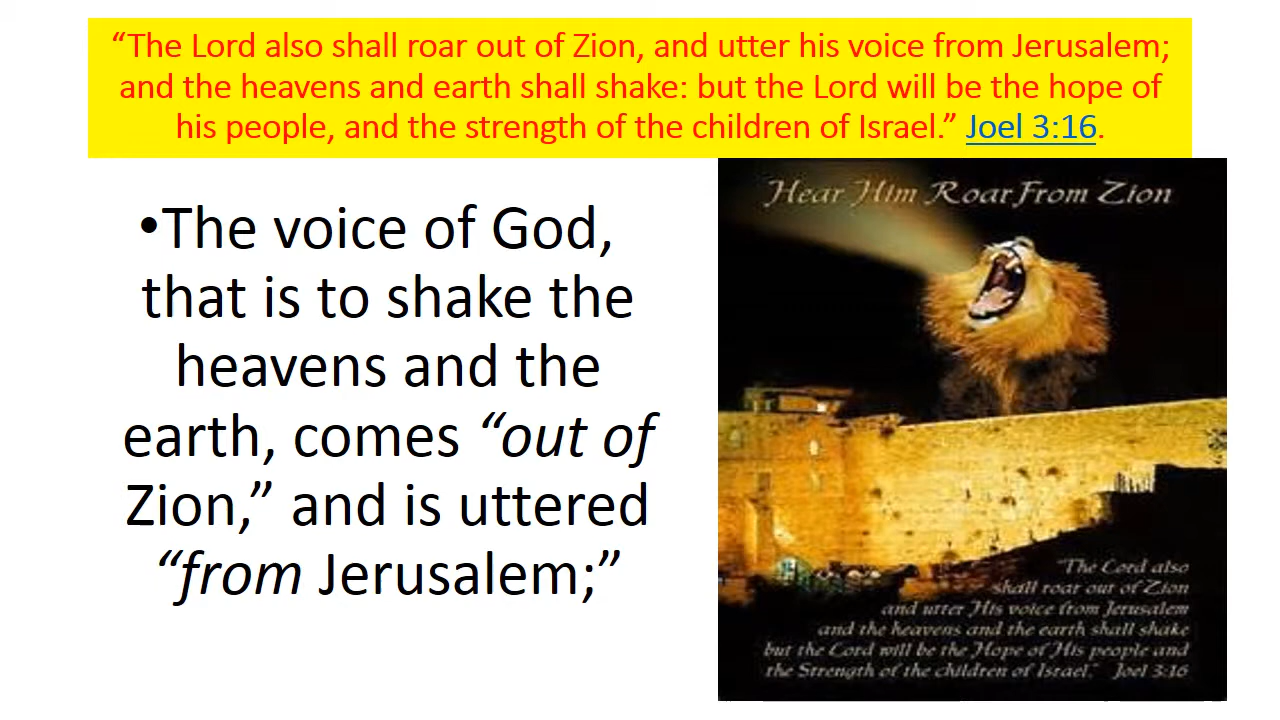 “The Lord also shall roar out of Zion, and utter his voice from Jerusalem;
and the heavens and earth shall shake: but the Lord will be the hope of
his people, and the strength of the children of Israel.” Joel 3:16.
•The voice of God,
that is to shake the
heavens and the
earth, comes “out of
Zion,” and is uttered
“from Jerusalem;”
Hear Him Roar From Zion
"The Lord also
shall roar out of Zion
and utter His voice from Jerusalem
and the heavens and the earth shall shake
but the Lord will be the Hope of His people and
the Strength of the children of Israel." Joel 3:16